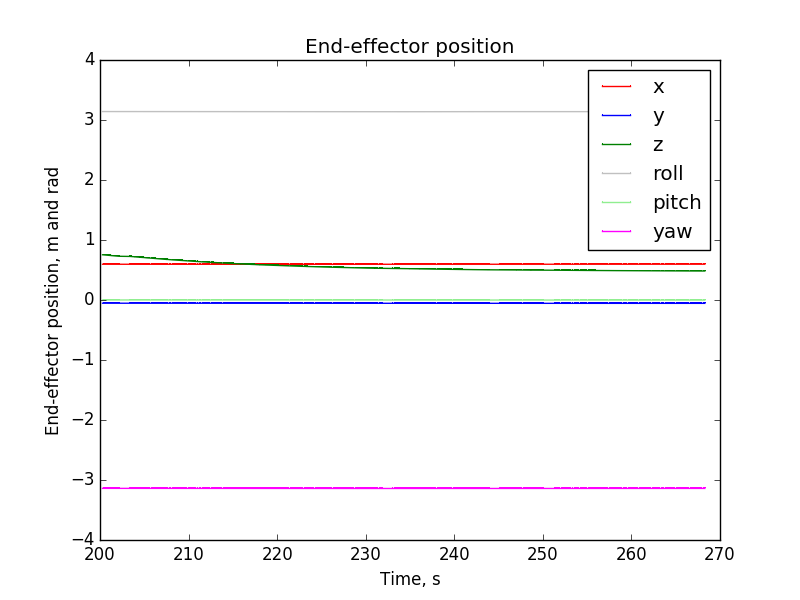 End-effector position
4
3
2
1
0
−1
−2
−3
−4
End-effector position, m and rad
x
y
z
roll
pitch
yaw
200 210 220 230 240 250 260 270
Time, s